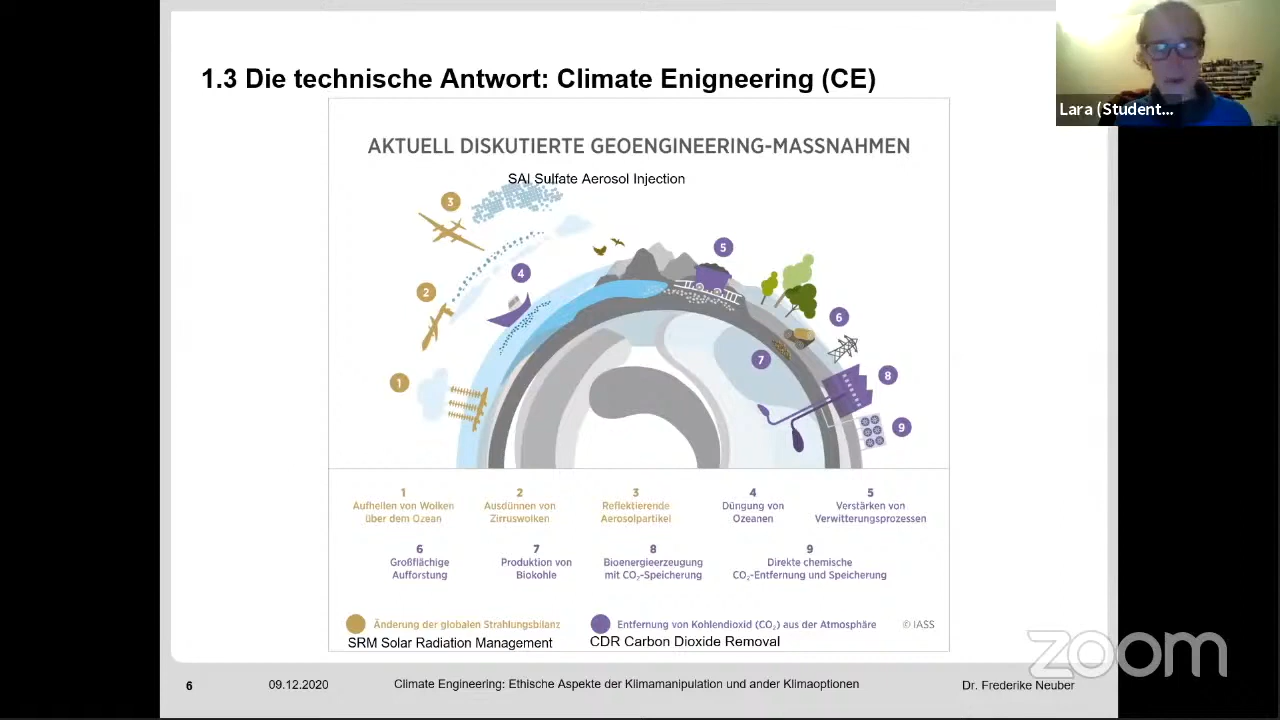 1.3 Die technische Antwort: Climate Enigneering (CE)
Lara (Student...
AKTUELL DISKUTIERTE GEOENGINEERING-MASSNAHMEN
SAI Sulfate Aerosol Injection
3
5
4
2
6
7
8
1
9
1
Aufhellen von Wolken
über dem Ozean
2
Ausdünnen von
Zirruswolken
3
Reflektierende
Aerosolpartikel
4
Düngung von
Ozeanen
5
Verstärken von
Verwitterungsprozessen
6
Großflächige
Aufforstung
7
Produktion von
Biokohle
8
Bioenergieerzeugung
mit CO₂-Speicherung
9
Direkte chemische
CO₂-Entfernung und Speicherung
Änderung der globalen Strahlungsbilanz
Entfernung von Kohlendioxid (CO₂) aus der Atmosphäre
© IASS
SRM Solar Radiation Management
CDR Carbon Dioxide Removal
zoom
6
09.12.2020
Climate Engineering: Ethische Aspekte der Klimamanipulation und ander Klimaoptionen
Dr. Frederike Neuber